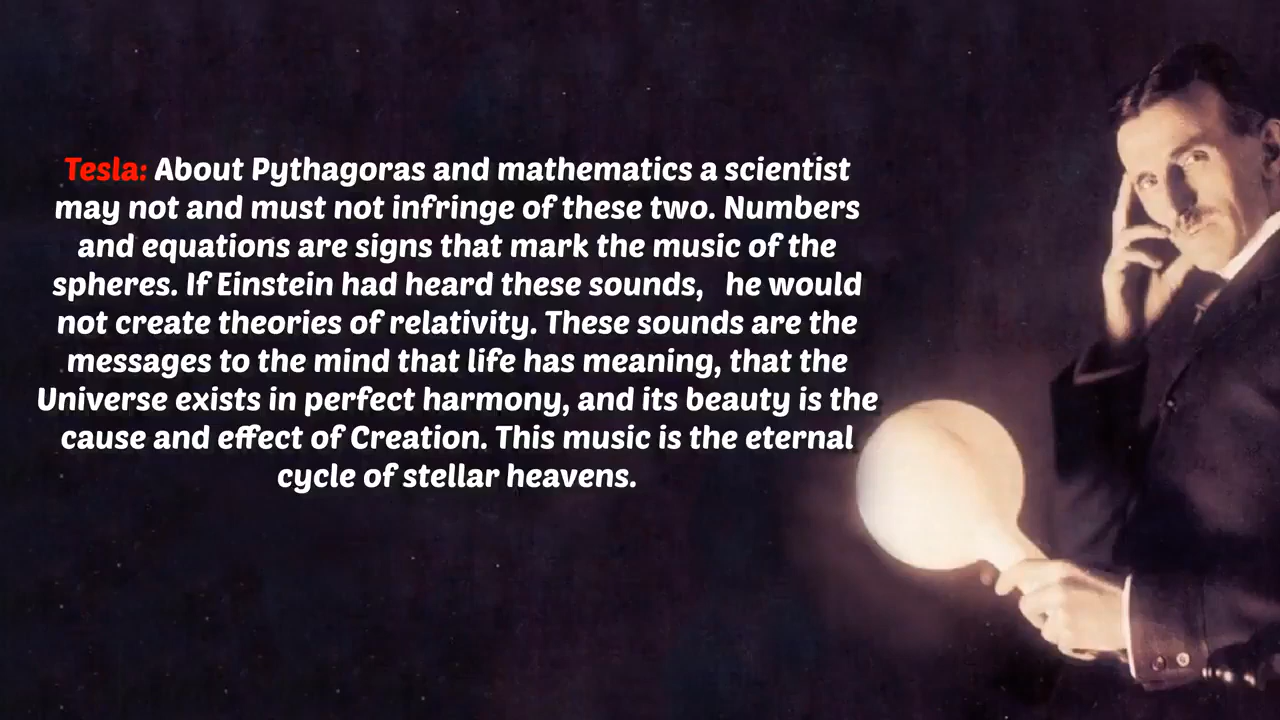 Tesla: About Pythagoras and mathematics a scientist
may not and must not infringe of these two. Numbers
and equations are signs that mark the music of the
spheres. If Einstein had heard these sounds,   he would
not create theories of relativity. These sounds are the
messages to the mind that life has meaning, that the
Universe exists in perfect harmony, and its beauty is the
cause and effect of Creation. This music is the eternal
cycle of stellar heavens.